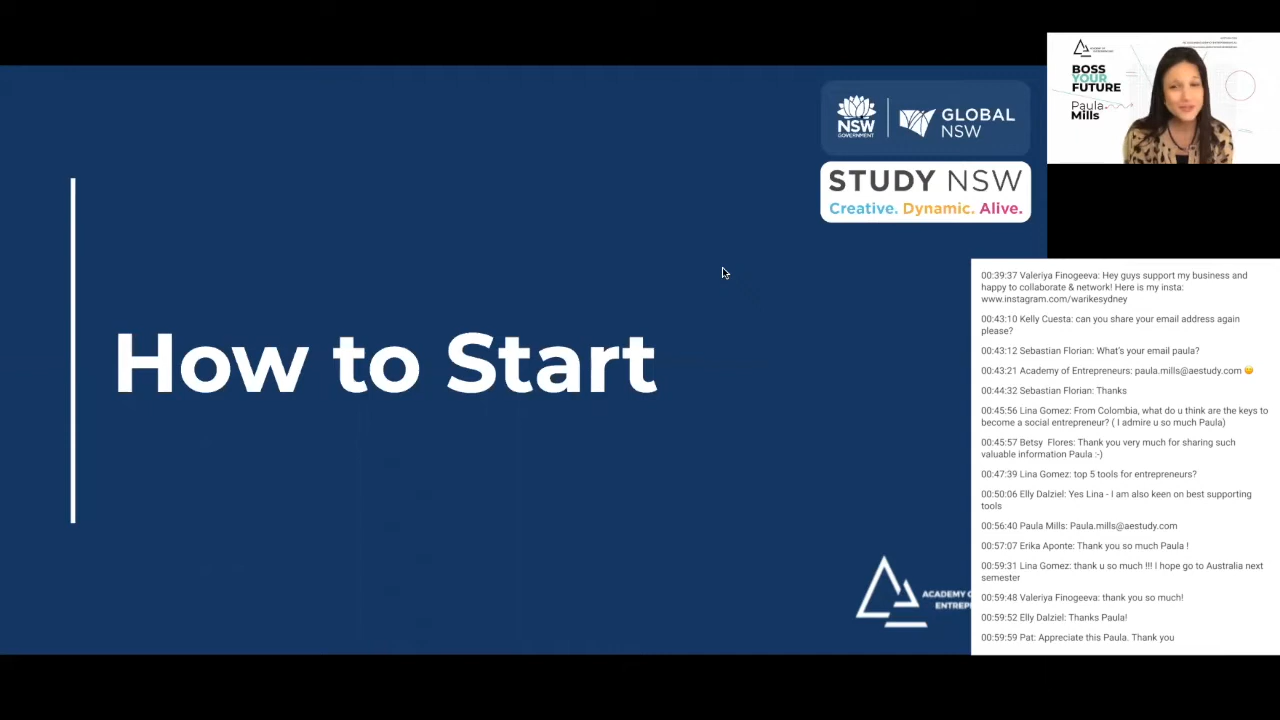 NSW
GOVERNMENT
GLOBAL
NSW
STUDY NSW
Creative. Dynamic. Alive.
How to Start
ACADEMY
ENTREP
BOSS
YOUR
FUTURE
Paula
Mills
00:39:37 Valeriya Finogeeva: Hey guys support my business and
happy to collaborate & network! Here is my insta:
www.instagram.com/warikesydney
00:43:10 Kelly Cuesta: can you share your email address again
please?
00:43:12 Sebastian Florian: What's your email paula?
00:43:21 Academy of Entrepreneurs: paula.mills@aestudy.com 😊
00:44:32 Sebastian Florian: Thanks
00:45:56 Lina Gomez: From Colombia, what do u think are the keys to
become a social entrepreneur? ( I admire u so much Paula)
00:45:57 Betsy  Flores: Thank you very much for sharing such
valuable information Paula :-)
00:47:39 Lina Gomez: top 5 tools for entrepreneurs?
00:50:06 Elly Dalziel: Yes Lina - I am also keen on best supporting
tools
00:56:40 Paula Mills: Paula.mills@aestudy.com
00:57:07 Erika Aponte: Thank you so much Paula !
00:59:31 Lina Gomez: thank u so much !!! I hope go to Australia next
semester
00:59:48 Valeriya Finogeeva: thank you so much!
00:59:52 Elly Dalziel: Thanks Paula!
00:59:59 Pat: Appreciate this Paula. Thank you